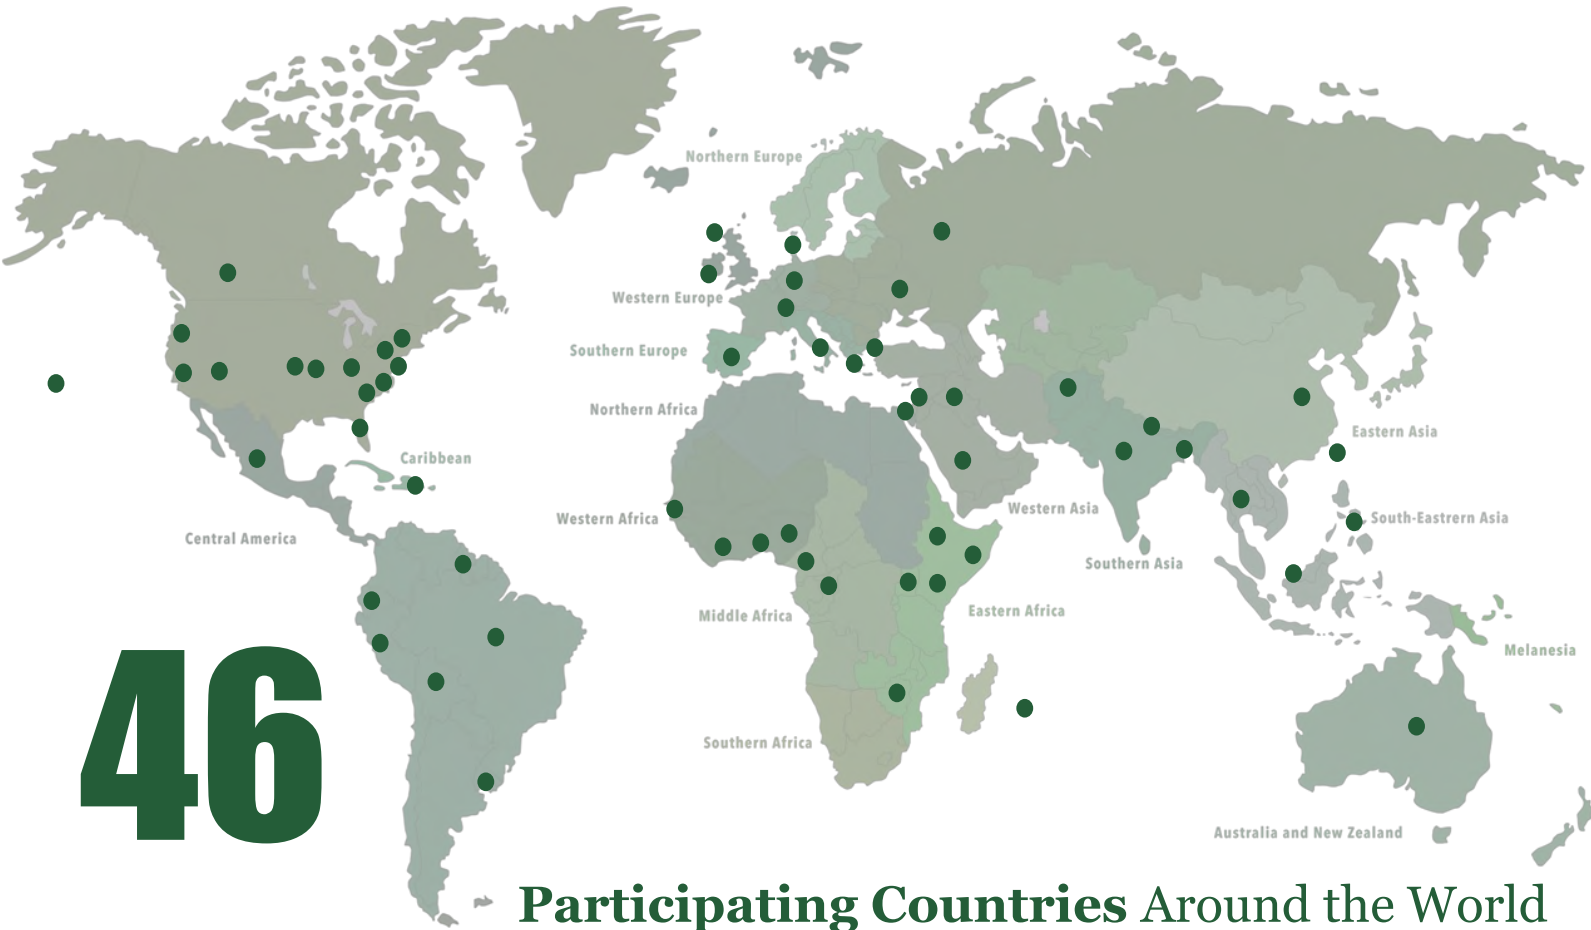 Northern Europe
Western Europe
Southern Europe
Northern Africa
Caribbean
Eastern Asia
Western Africa
Western Asia
South-Eastrern Asia
Central America
Southern Asia
Middle Africa
Eastern Africa
Melanesia
Southern Africa
46
Australia and New Zealand
Participating Countries Around the World